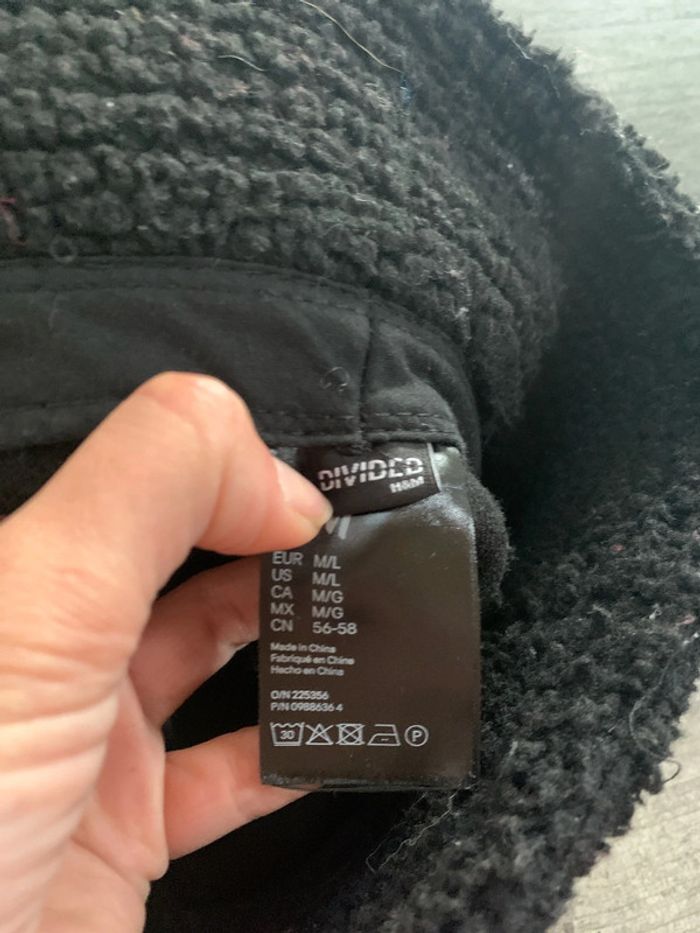 DIVIDED
H&M
EUR M/L
US M/L
CA M/G
MX M/G
CN 56-58
Made in China
Fabriqué en Chine
Hecho en China
O/N 225356
P/N 0988636 4
30
P